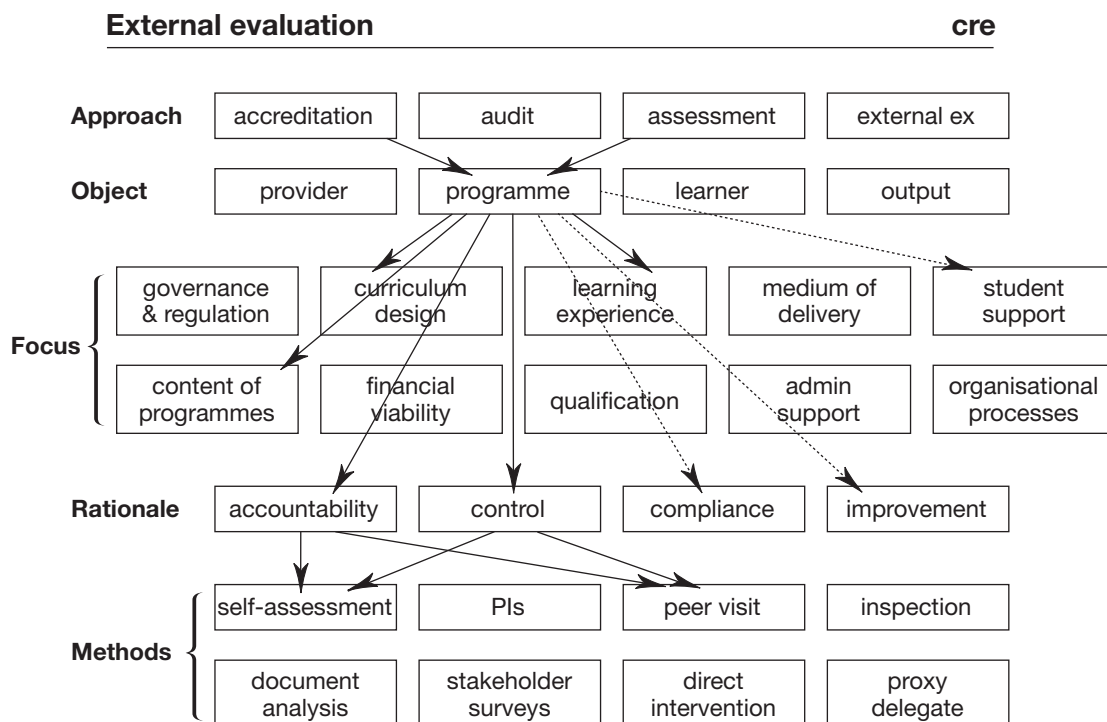 External evaluation cre
Approach accreditation audit assessment external ex
Object provider programme learner output
governance curriculum learning medium of student
& regulation design experience delivery support
Focus
content of financial qualification admin organisational
programmes viability support processes
Rationale accountability control compliance improvement
self-assessment PIs peer visit inspection
Methods
document stakeholder direct proxy
analysis surveys intervention delegate